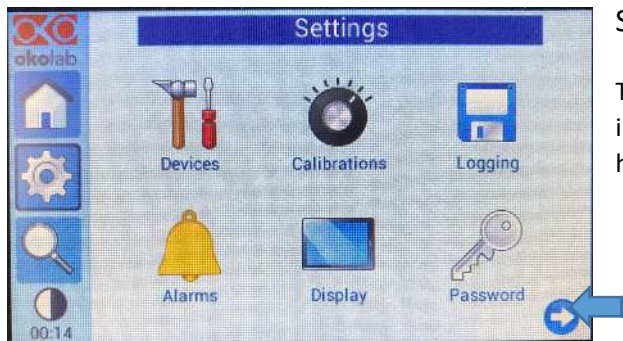 Settings
okolab
Devices
Calibrations
Logging
Alarms
Display
Password
00:14
S
T
i
h